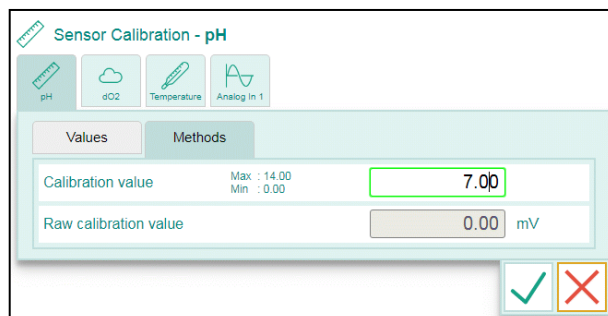 Sensor Calibration - pH
pH dO2 Temperature Analog In 1
Values Methods
Calibration value Max : 14.00 7.00
Min : 0.00
Raw calibration value 0.00 mV